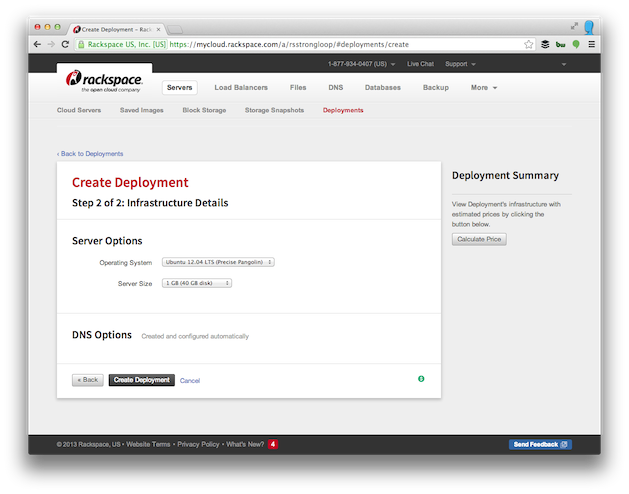 Create Deployment – Rack
Rackspace US, Inc. [US] https://mycloud.rackspace.com/a/rsstrongloop/#deployments/create
1-877-934-0407 (US) Live Chat Support
rackspace.
the open cloud company
Servers Load Balancers Files DNS Databases Backup More
Cloud Servers Saved Images Block Storage Storage Snapshots Deployments
‹ Back to Deployments
Create Deployment
Step 2 of 2: Infrastructure Details
Server Options
Operating System Ubuntu 12.04 LTS (Precise Pangolin)
Server Size 1 GB (40 GB disk)
DNS Options Created and configured automatically
« Back Create Deployment Cancel
Deployment Summary
View Deployment's infrastructure with
estimated prices by clicking the
button below.
Calculate Price
© 2013 Rackspace, US • Website Terms • Privacy Policy • What's New? 4
Send Feedback